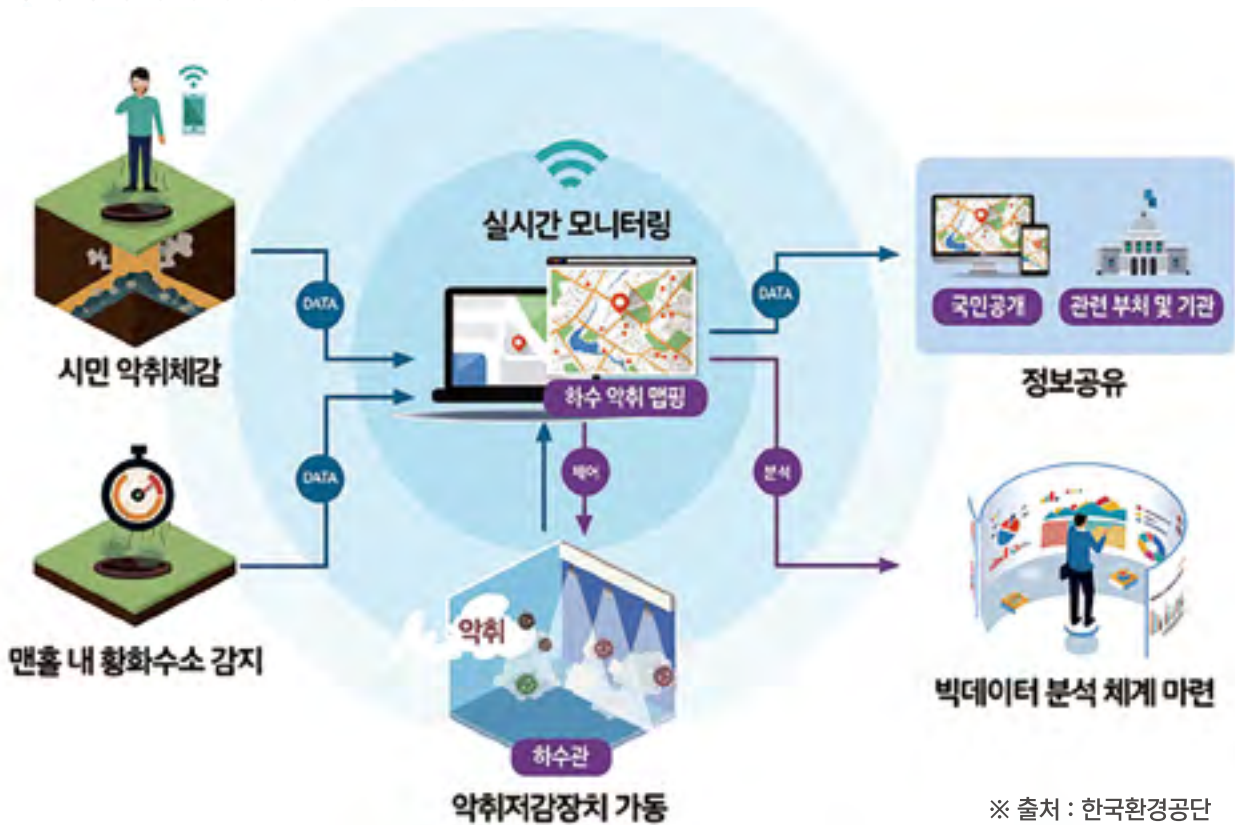 실시간 모니터링
DATA
DATA
하수 악취 맵핑
국민공개
관련 부처 및 기관
정보공유
시민 악취체감
DATA
제어
분석
맨홀 내 황화수소 감지
악취
하수관
악취저감장치 가동
빅데이터 분석 체계 마련
※ 출처 : 한국환경공단